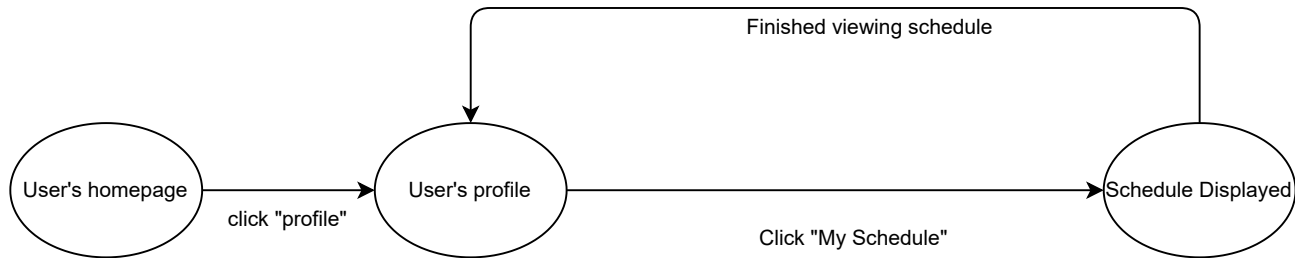 Finished viewing schedule
User's homepage
User's profile
Schedule Displayed
click "profile"
Click "My Schedule"